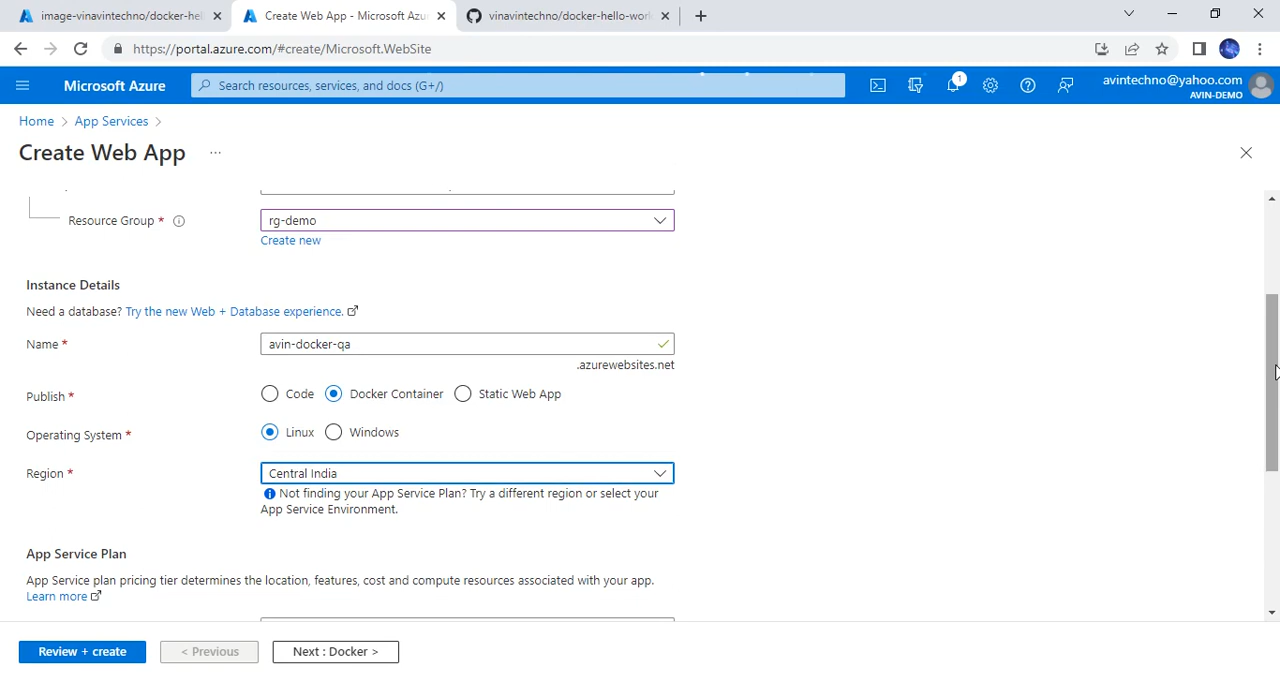 image-vinavintechno/docker-hel
Create Web App - Microsoft Azur
vinavintechno/docker-hello-worl
https://portal.azure.com/#create/Microsoft.WebSite
Microsoft Azure
Search resources, services, and docs (G+/)
1
avintechno@yahoo.com
AVIN-DEMO
Home > App Services >
Create Web App ...
Resource Group *
rg-demo
Create new
Instance Details
Need a database? Try the new Web + Database experience.
Name *
avin-docker-qa
.azurewebsites.net
Publish *
Code Docker Container Static Web App
Operating System *
Linux Windows
Region *
Central India
Not finding your App Service Plan? Try a different region or select your
App Service Environment.
App Service Plan
App Service plan pricing tier determines the location, features, cost and compute resources associated with your app.
Learn more
Review + create
< Previous
Next : Docker >